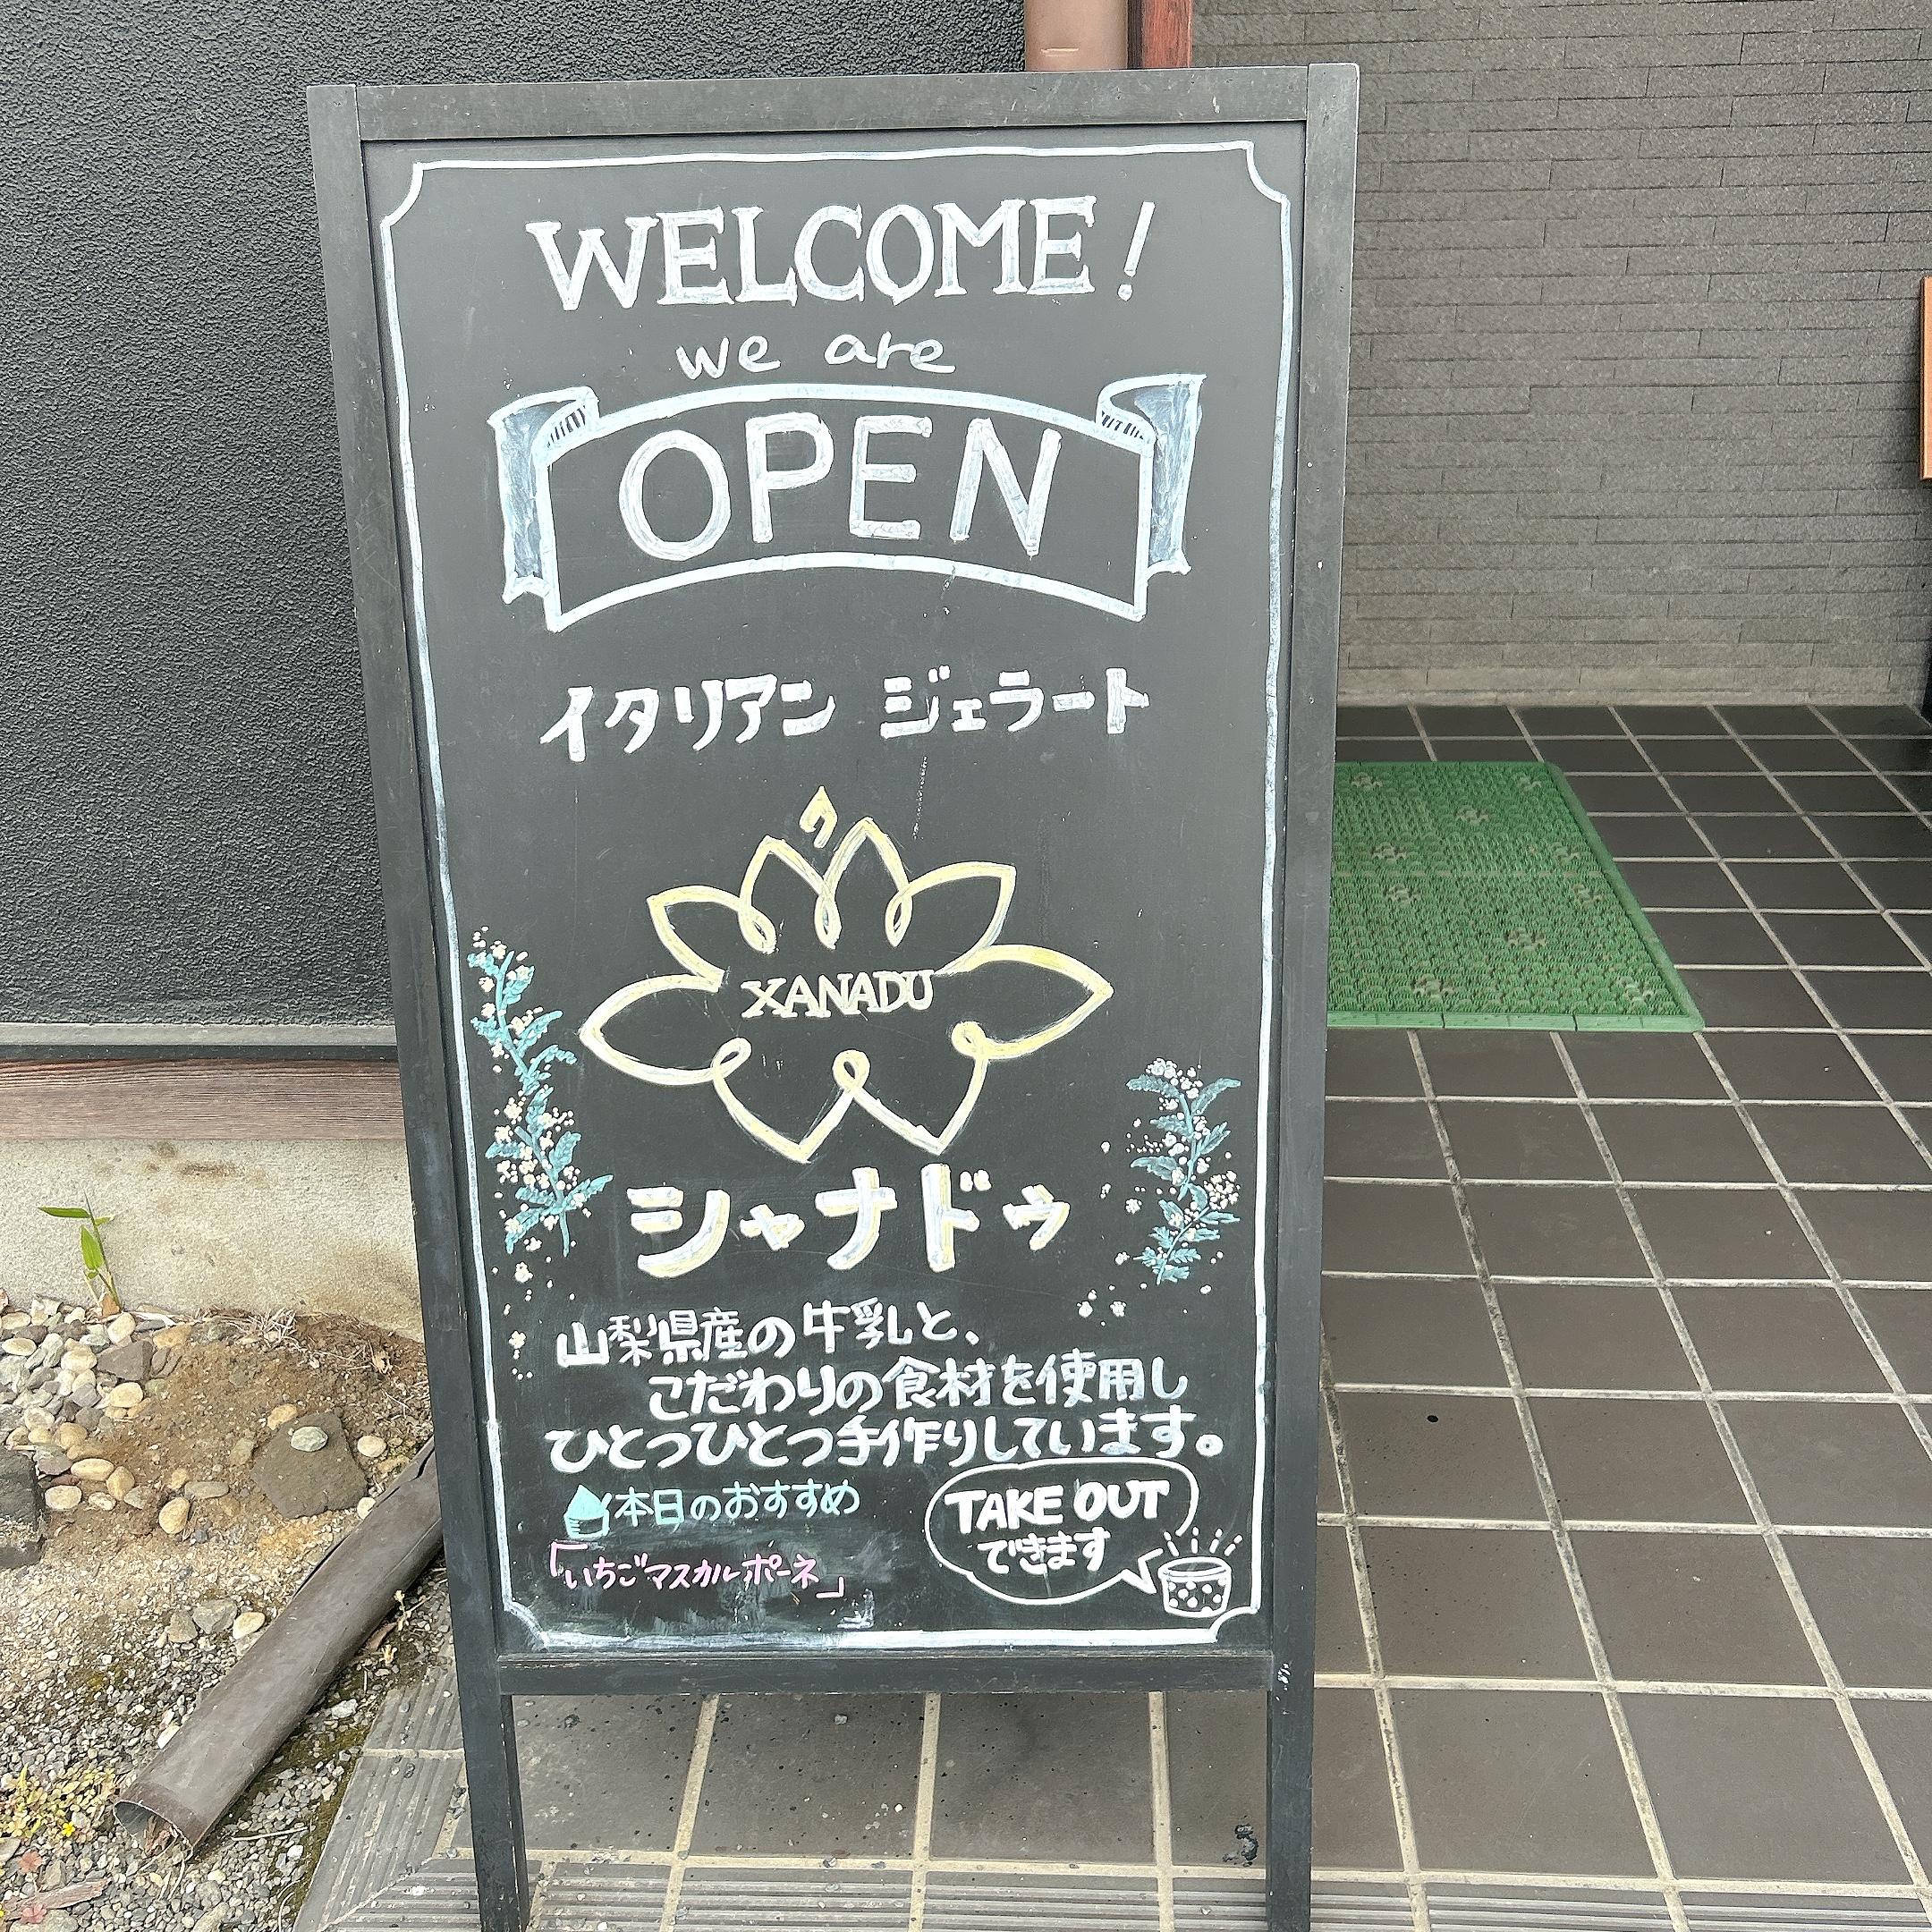 WELCOME!
we are
OPEN
イタリアン ジェラート
XANADU
シャナドゥ
山梨県産の牛乳と、
こだわりの食材を使用し
ひとつひとつ手作りしています。
本日のおすすめ
「いちごマスカルポーネ」
TAKE OUT
できます